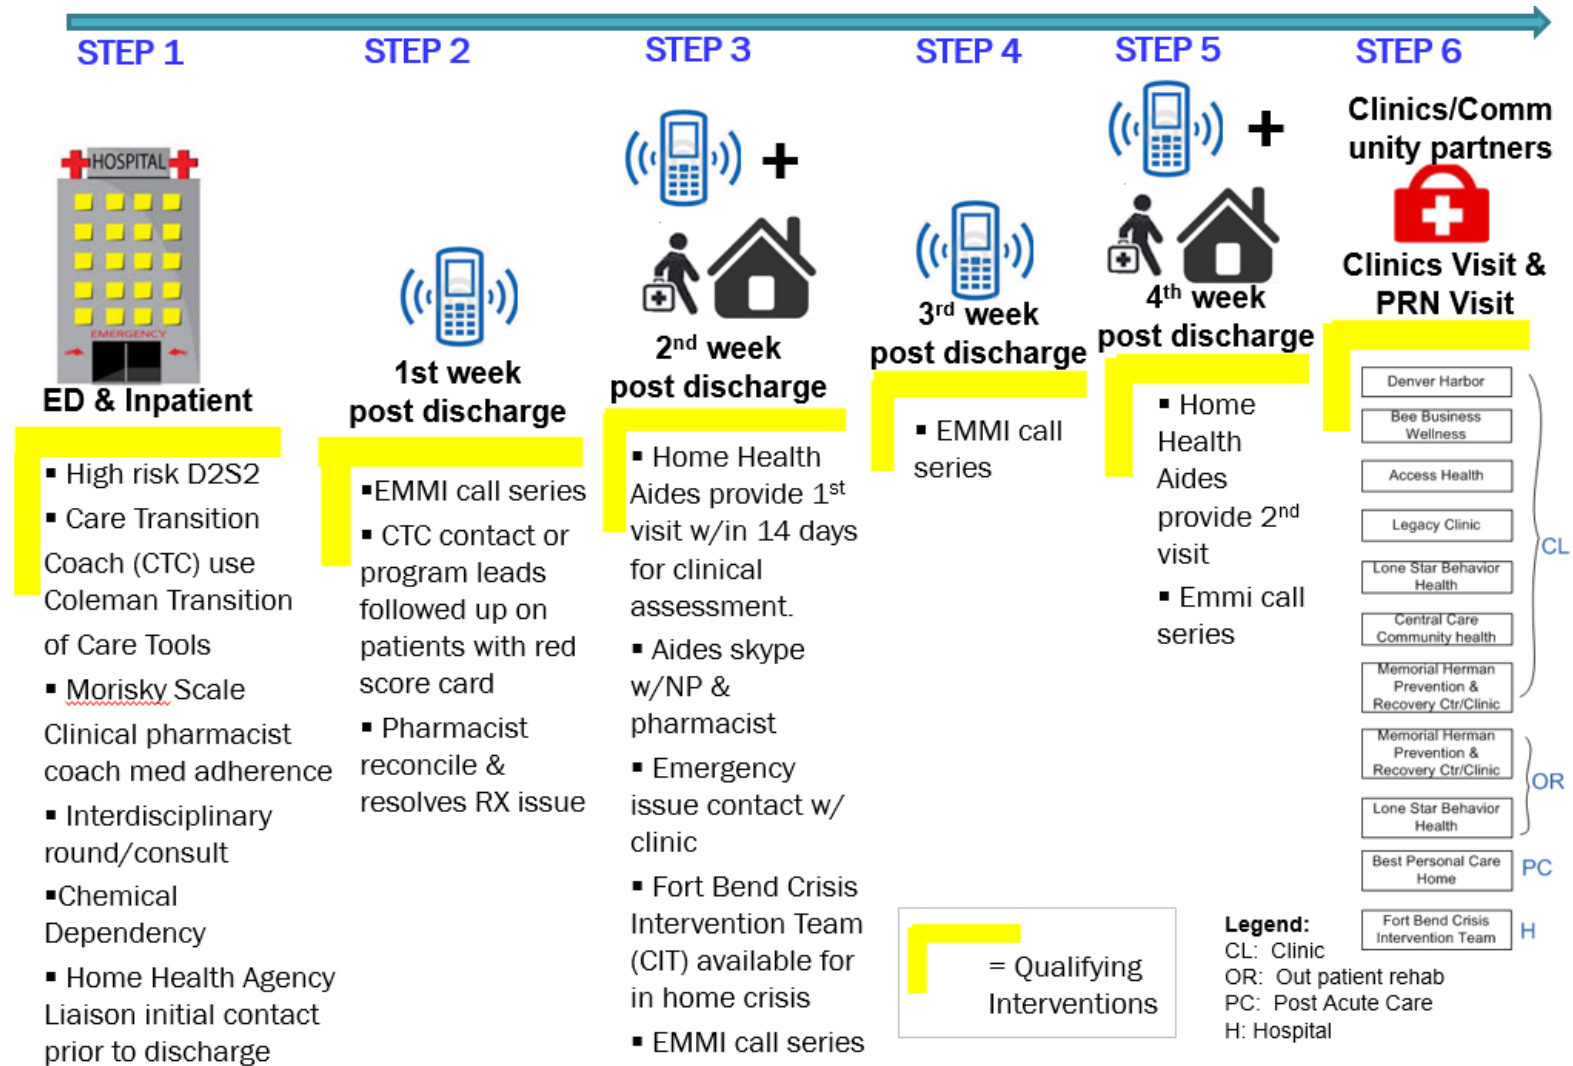 STEP 1
STEP 2
STEP 3
STEP 4
STEP 5
STEP 6
HOSPITAL
EMERGENCY
ED & Inpatient
▪ High risk D2S2
▪ Care Transition
Coach (CTC) use
Coleman Transition
of Care Tools
▪ Morisky Scale
Clinical pharmacist
coach med adherence
▪ Interdisciplinary
round/consult
▪Chemical
Dependency
▪ Home Health Agency
Liaison initial contact
prior to discharge
1st week
post discharge
▪EMMI call series
▪ CTC contact or
program leads
followed up on
patients with red
score card
▪ Pharmacist
reconcile &
resolves RX issue
+
2nd week
post discharge
▪ Home Health
Aides provide 1st
visit w/in 14 days
for clinical
assessment.
▪ Aides skype
w/NP &
pharmacist
▪ Emergency
issue contact w/
clinic
▪ Fort Bend Crisis
Intervention Team
(CIT) available for
in home crisis
▪ EMMI call series
3rd week
post discharge
▪ EMMI call
series
+
4th week
post discharge
▪ Home
Health
Aides
provide 2nd
visit
▪ Emmi call
series
Clinics/Comm
unity partners
Clinics Visit &
PRN Visit
Denver Harbor
Bee Business
Wellness
Access Health
Legacy Clinic
Lone Star Behavior
Health
Central Care
Community health
Memorial Herman
Prevention &
Recovery Ctr/Clinic
CL
Memorial Herman
Prevention &
Recovery Ctr/Clinic
Lone Star Behavior
Health
OR
Best Personal Care
Home
PC
Fort Bend Crisis
Intervention Team
H
= Qualifying
Interventions
Legend:
CL: Clinic
OR: Out patient rehab
PC: Post Acute Care
H: Hospital